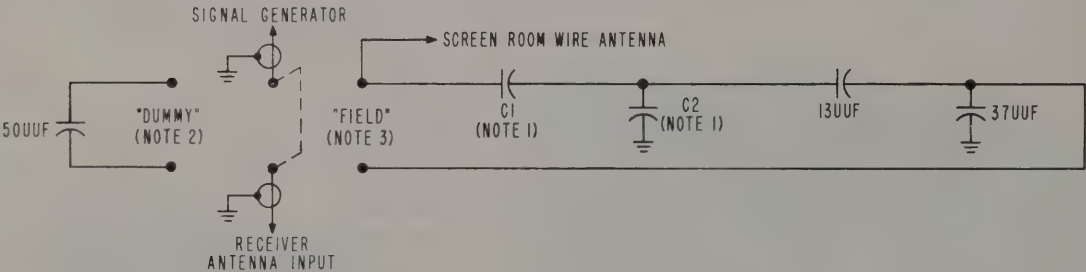 SIGNAL GENERATOR
SCREEN ROOM WIRE ANTENNA
50UUF
"DUMMY"
(NOTE 2)
"FIELD"
(NOTE 3)
C1
(NOTE 1)
C2
(NOTE 1)
13UUF
37UUF
RECEIVER
ANTENNA INPUT